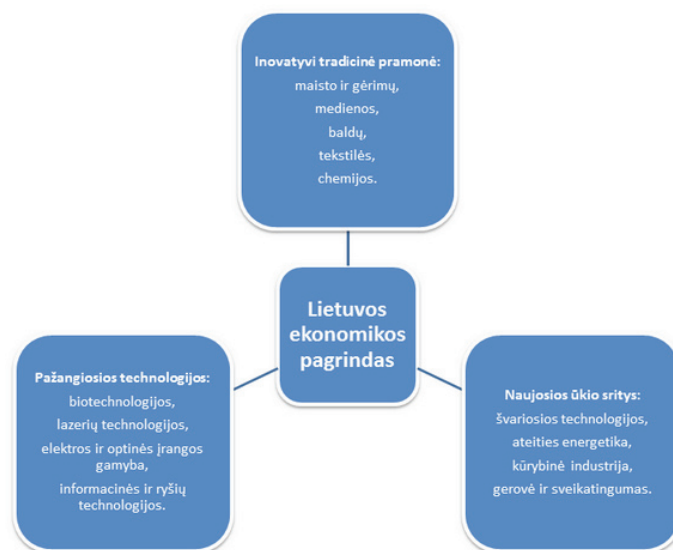 Inovatyvi tradicinė pramonė:
maisto ir gėrimų,
medienos,
baldų,
tekstilės,
chemijos.
Lietuvos
ekonomikos
pagrindas
Pažangiosios technologijos:
biotechnologijos,
lazerių technologijos,
elektros ir optinės įrangos
gamyba,
informacinės ir ryšių
technologijos.
Naujosios ūkio sritys:
švariosios technologijos,
ateities energetika,
kūrybinė industrija,
gerovė ir sveikatingumas.